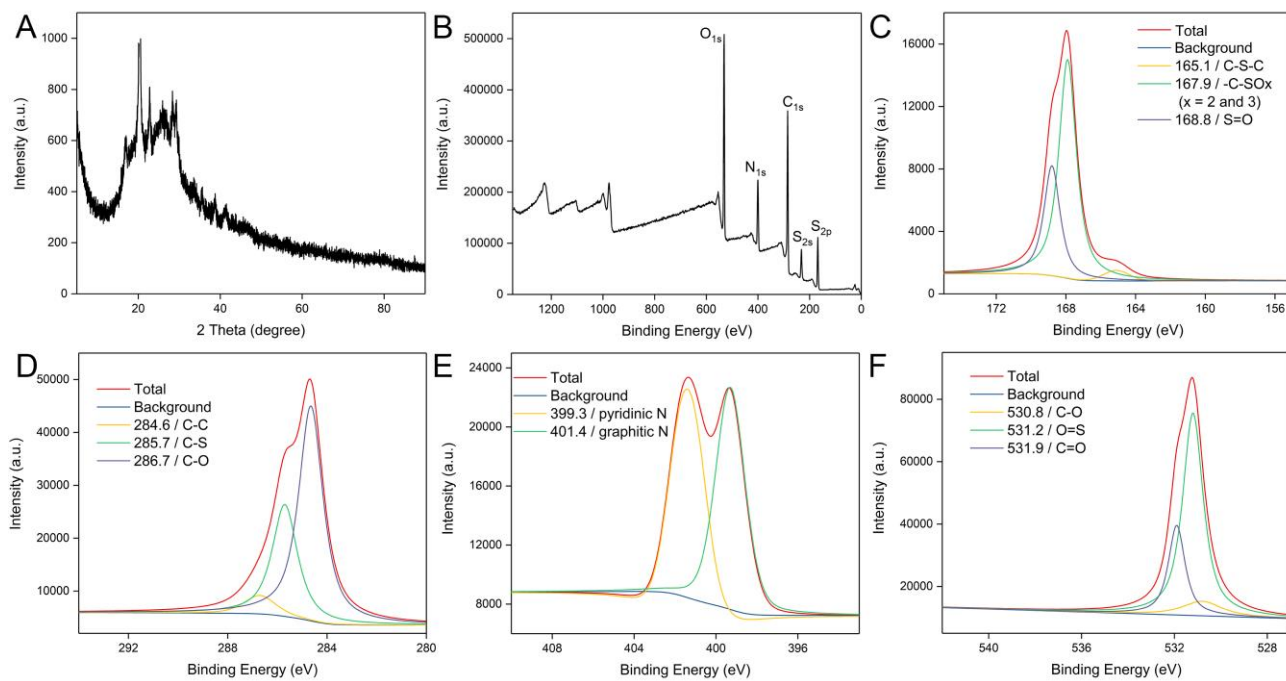 A
Intensity (a.u.)
1000
800
600
400
200
0
20
40
60
80
2 Theta (degree)
B
Intensity (a.u.)
500000
400000
300000
200000
100000
0
O1s
C1s
N1s
S2s
S2p
1200
1000
800
600
400
200
0
Binding Energy (eV)
C
Intensity (a.u.)
16000
12000
8000
4000
0
Total
Background
165.1 / C-S-C
167.9 / -C-SOx
(x = 2 and 3)
168.8 / S=O
172
168
164
160
156
Binding Energy (eV)
D
Intensity (a.u.)
50000
40000
30000
20000
10000
Total
Background
284.6 / C-C
285.7 / C-S
286.7 / C-O
292
288
284
280
Binding Energy (eV)
E
Intensity (a.u.)
24000
20000
16000
12000
8000
Total
Background
399.3 / pyridinic N
401.4 / graphitic N
408
404
400
396
Binding Energy (eV)
F
Intensity (a.u.)
80000
60000
40000
20000
Total
Background
530.8 / C-O
531.2 / O=S
531.9 / C=O
540
536
532
528
Binding Energy (eV)